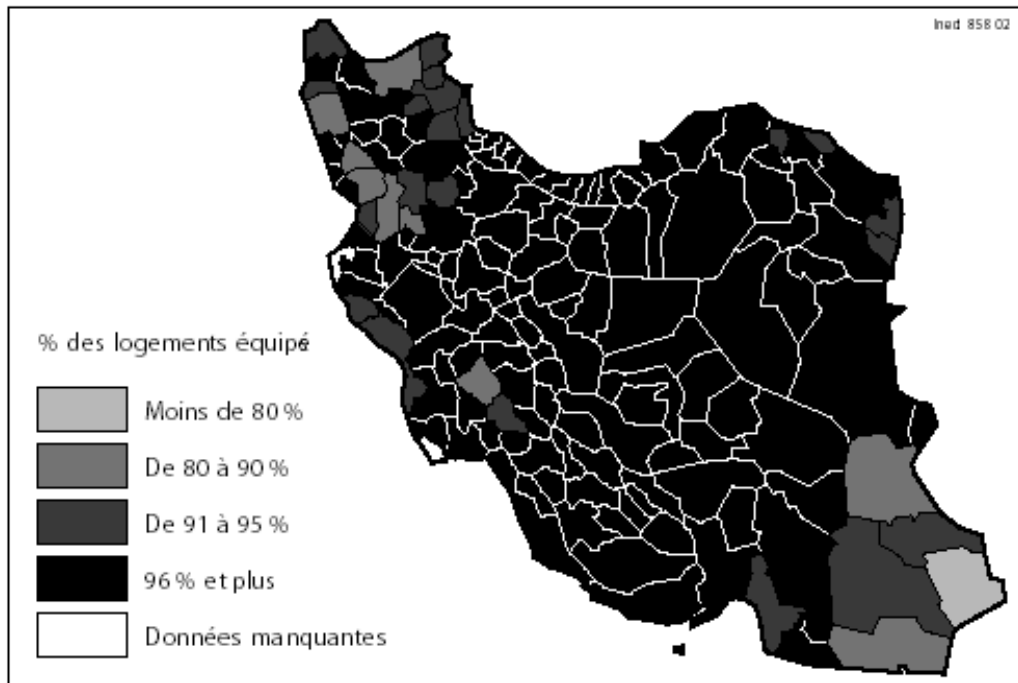 Ined 858 02
% des logements équipé
Moins de 80 %
De 80 à 90 %
De 91 à 95 %
96 % et plus
Données manquantes